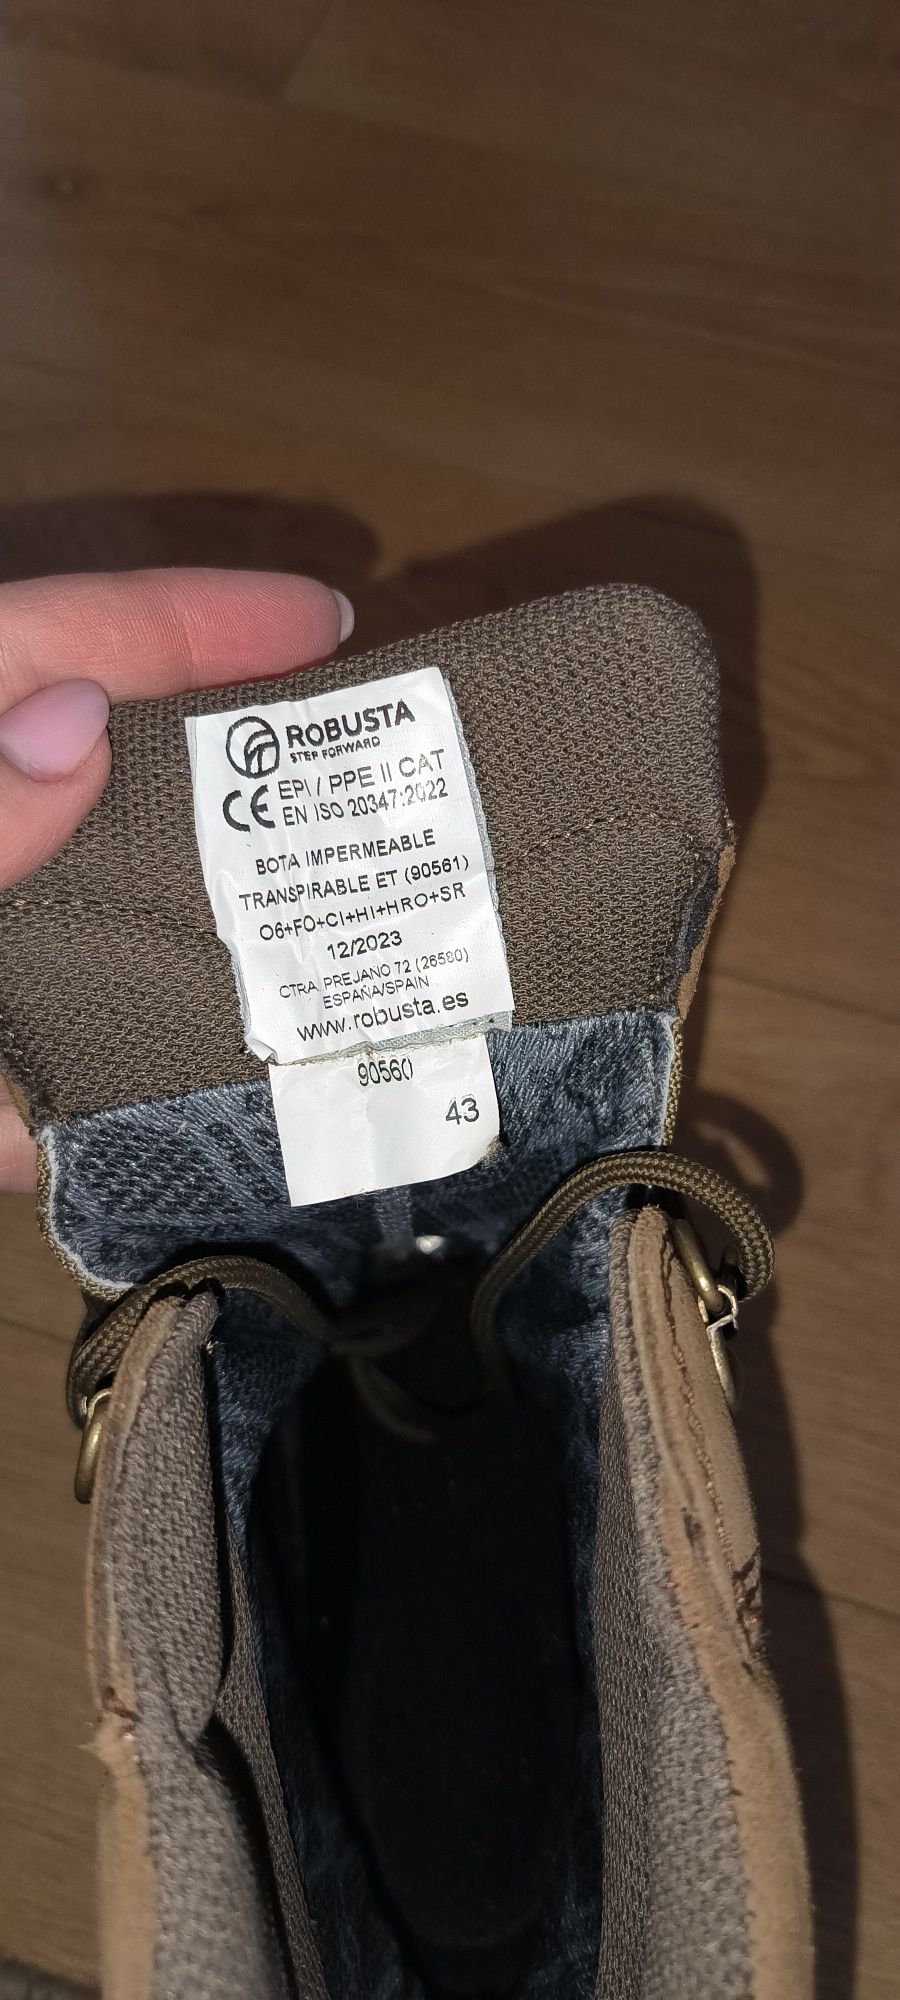 ROBUSTA
STEP FORWARD
CE EPI / PPE II CAT
EN ISO 20347:2022
BOTA IMPERMEABLE
TRANSPIRABLE ET (90561)
O6+FO+CI+HI+HRO+SR
12/2023
CTRA. PREJANO 72 (26580)
ESPAÑA/SPAIN
www.robusta.es
90560
43